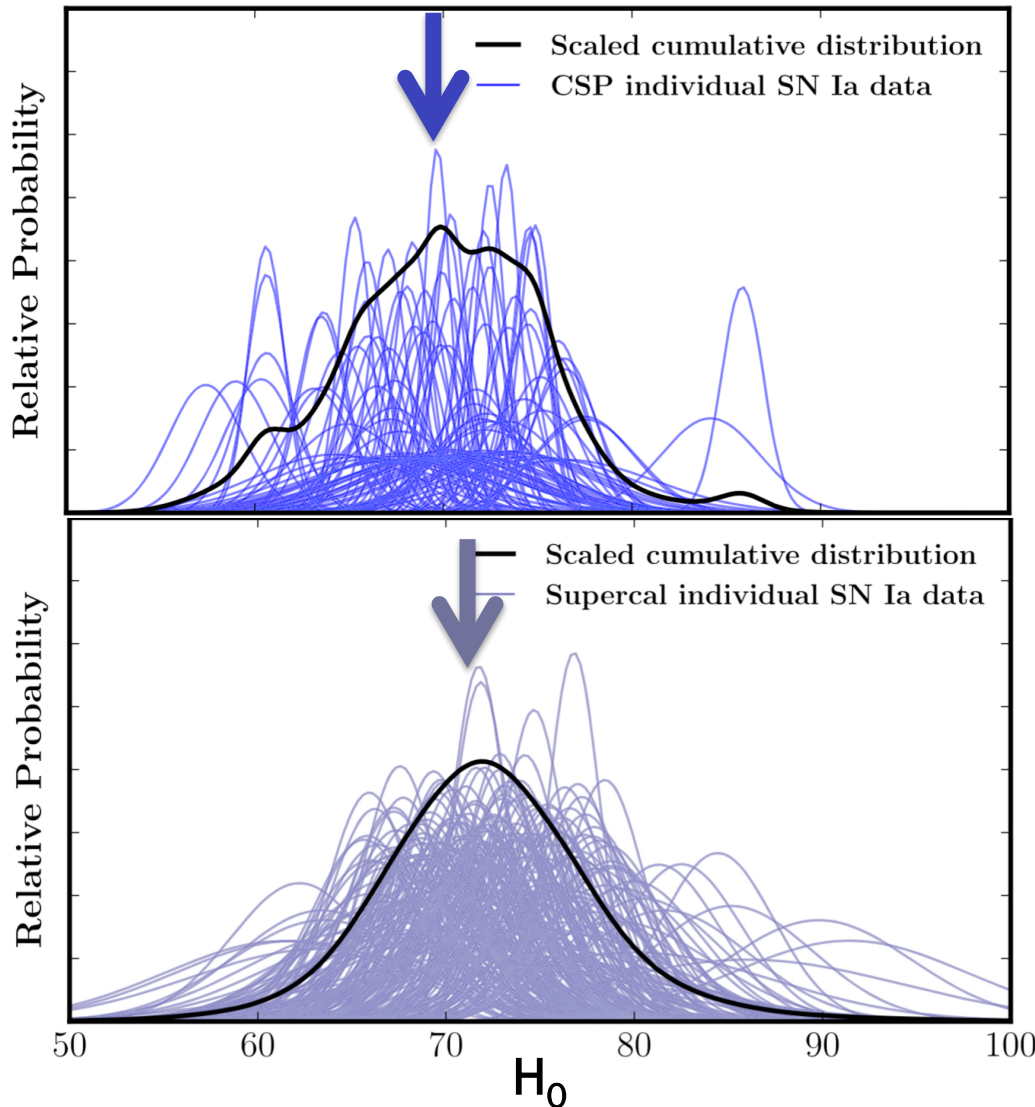 Relative Probability
Scaled cumulative distribution
CSP individual SN Ia data
Relative Probability
Scaled cumulative distribution
Supercal individual SN Ia data
50 60 70 80 90 100
H₀